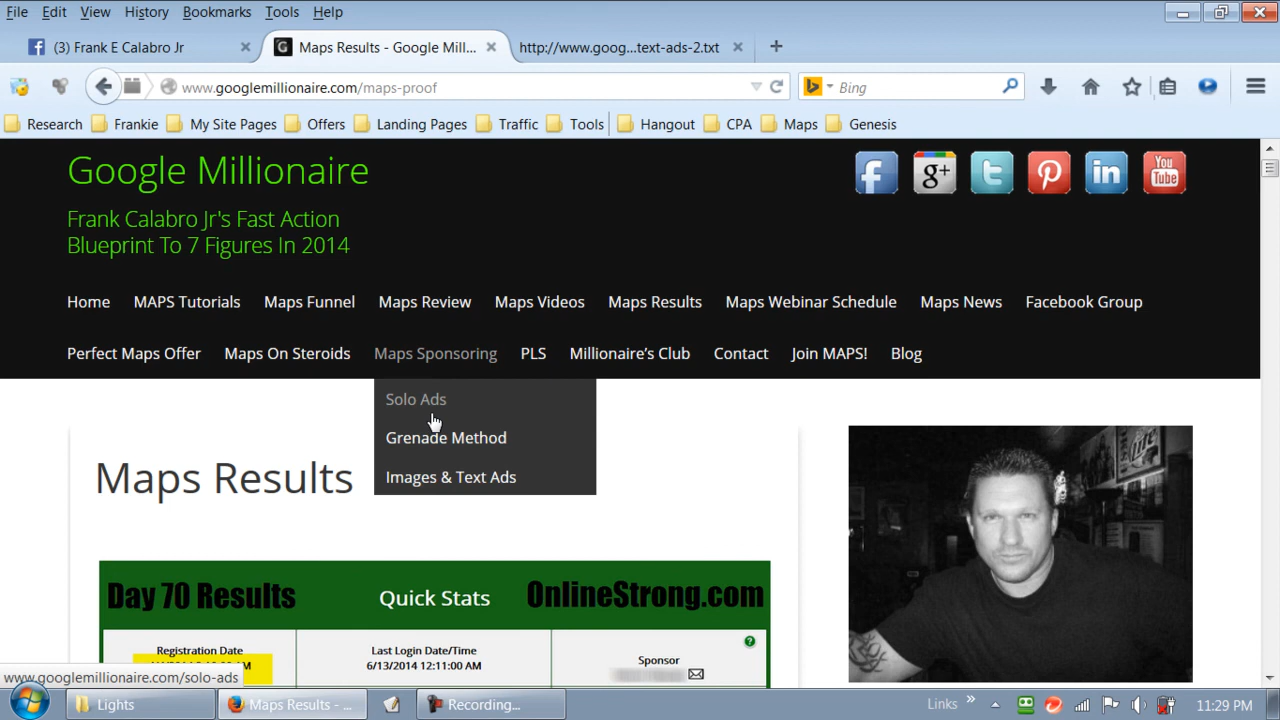 File Edit View History Bookmarks Tools Help
(3) Frank E Calabro Jr
Maps Results - Google Mill...
http://www.goog...text-ads-2.txt
www.googlemillionaire.com/maps-proof
Bing
Research Frankie My Site Pages Offers Landing Pages Traffic Tools Hangout CPA Maps Genesis
Google Millionaire
Frank Calabro Jr's Fast Action
Blueprint To 7 Figures In 2014
f g+ t P in You Tube
Home MAPS Tutorials Maps Funnel Maps Review Maps Videos Maps Results Maps Webinar Schedule Maps News Facebook Group
Perfect Maps Offer Maps On Steroids Maps Sponsoring PLS Millionaire’s Club Contact Join MAPS! Blog
Solo Ads
Grenade Method
Images & Text Ads
Maps Results
Day 70 Results Quick Stats OnlineStrong.com
Registration Date Last Login Date/Time Sponsor
6/13/2014 12:11:00 AM
www.googlemillionaire.com/solo-ads
Lights Maps Results - ... Recording... Links » 11:29 PM